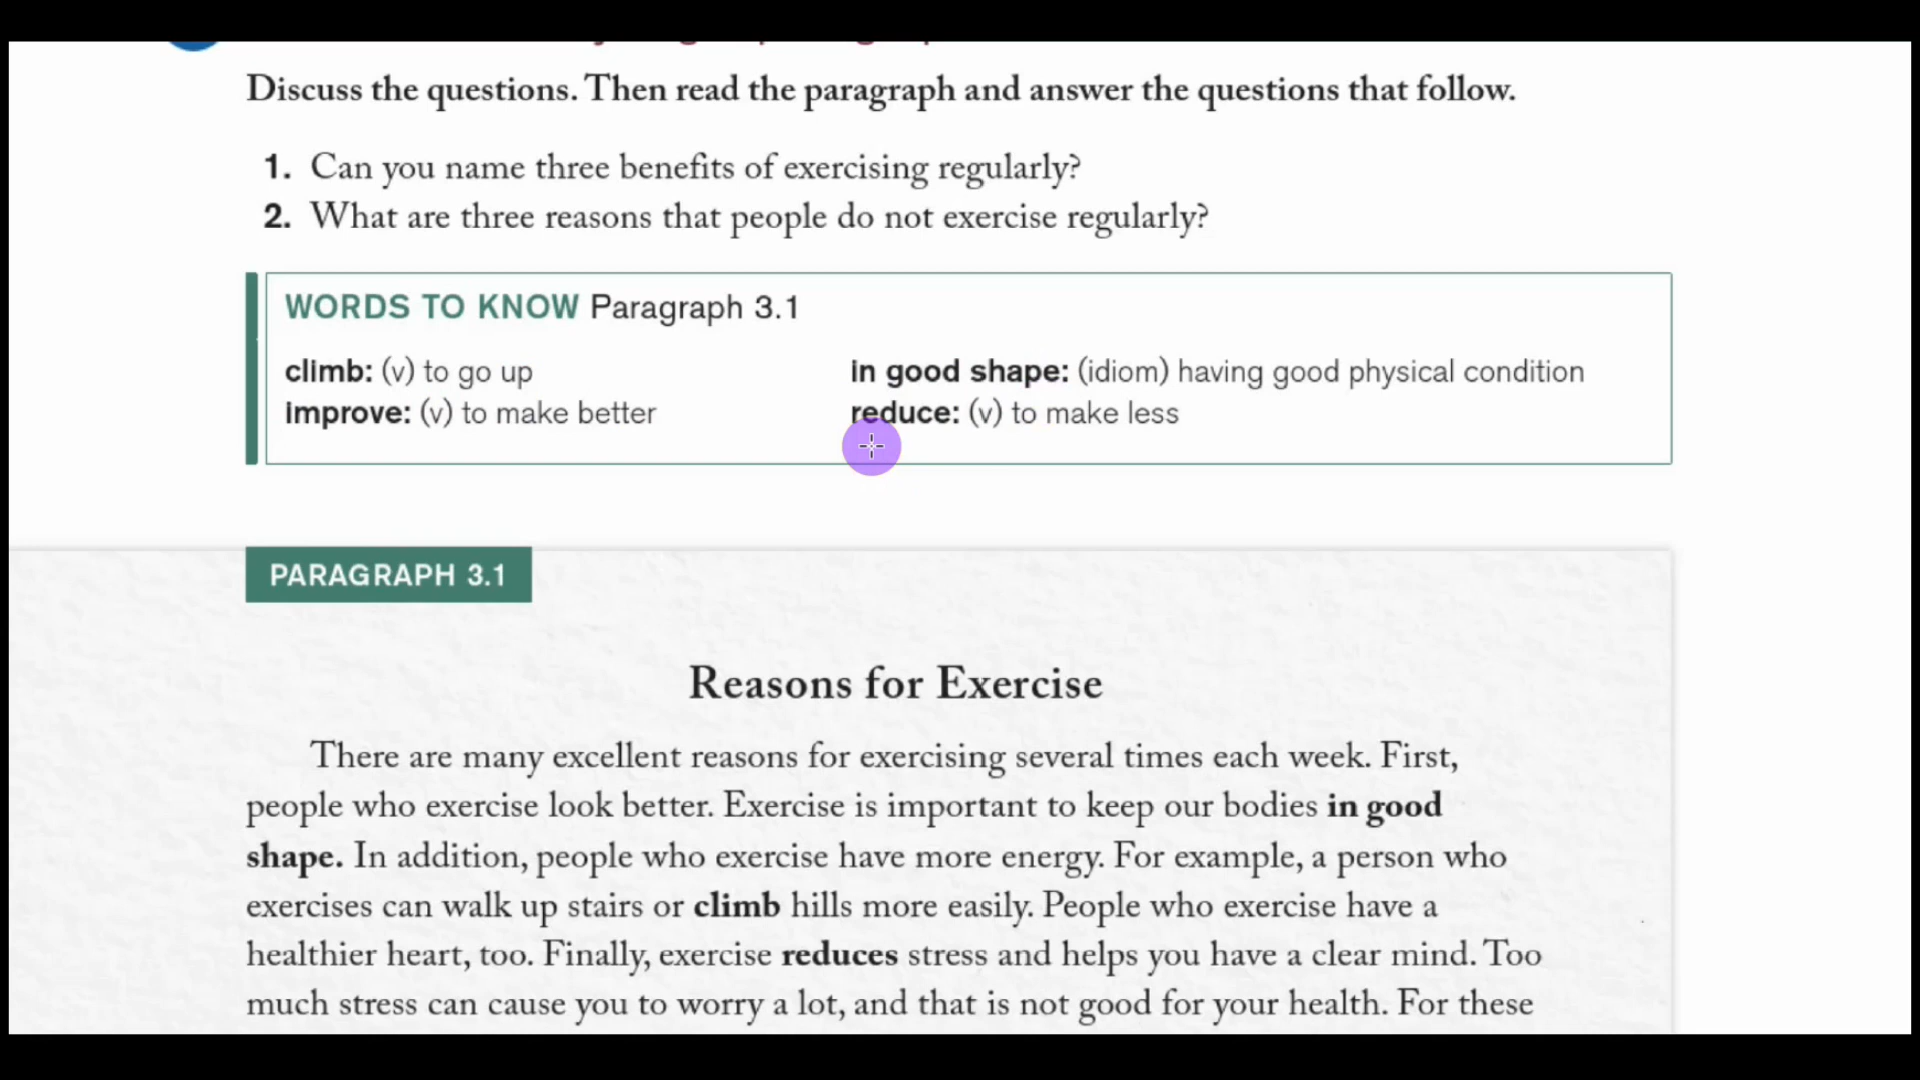 Discuss the questions. Then read the paragraph and answer the questions that follow.
1. Can you name three benefits of exercising regularly?
2. What are three reasons that people do not exercise regularly?
WORDS TO KNOW Paragraph 3.1
climb: (v) to go up
improve: (v) to make better
in good shape: (idiom) having good physical condition
reduce: (v) to make less
PARAGRAPH 3.1
Reasons for Exercise
There are many excellent reasons for exercising several times each week. First,
people who exercise look better. Exercise is important to keep our bodies in good
shape. In addition, people who exercise have more energy. For example, a person who
exercises can walk up stairs or climb hills more easily. People who exercise have a
healthier heart, too. Finally, exercise reduces stress and helps you have a clear mind. Too
much stress can cause you to worry a lot, and that is not good for your health. For these